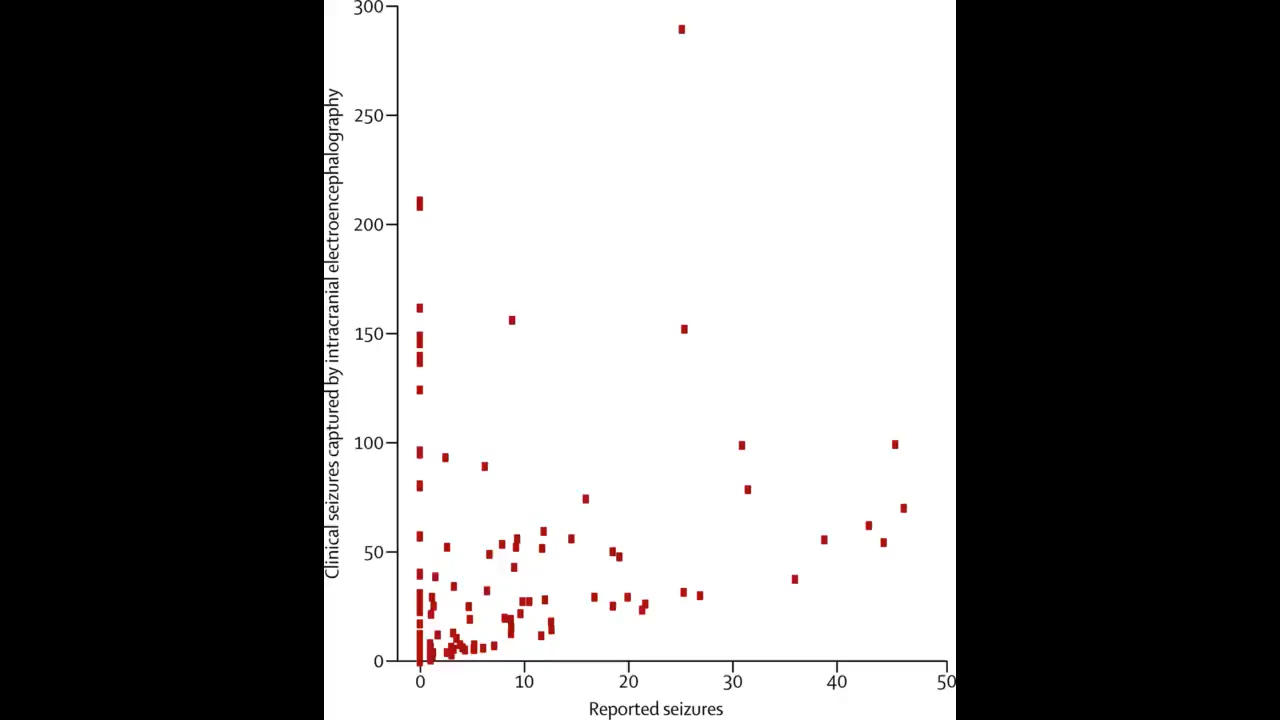 300
250
200
150
100
50
0
Clinical seizures captured by intracranial electroencephalography
0 10 20 30 40 50
Reported seizures